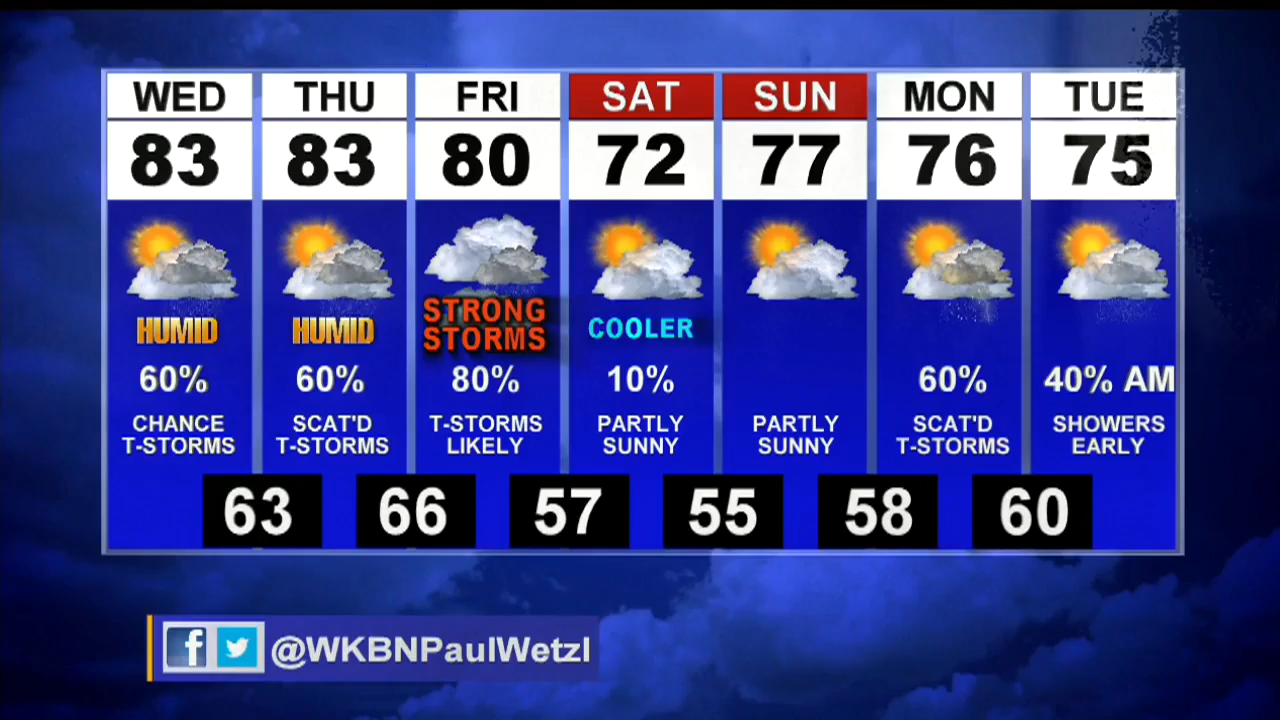 WED THU FRI SAT SUN MON TUE
83 83 80 72 77 76 75
HUMID HUMID STRONG STORMS COOLER
60% 60% 80% 10% 60% 40% AM
CHANCE T-STORMS
SCAT'D T-STORMS
T-STORMS LIKELY
PARTLY SUNNY
PARTLY SUNNY
SCAT'D T-STORMS
SHOWERS EARLY
63 66 57 55 58 60
f @WKBNPaulWetzl